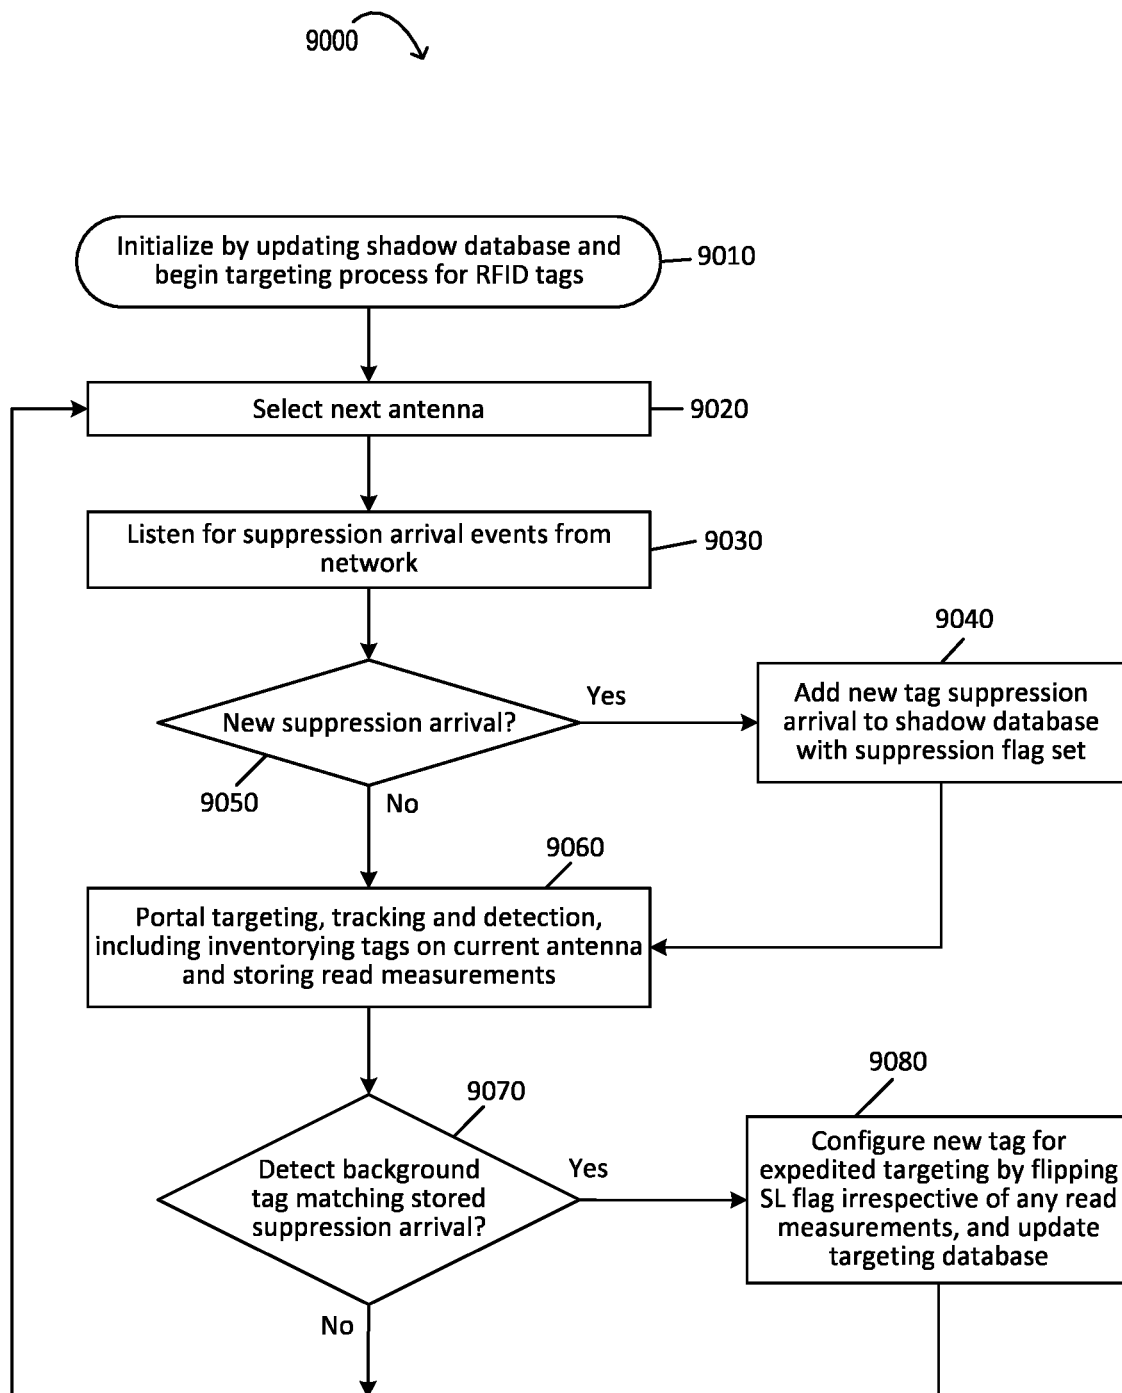 9000
Initialize by updating shadow database and
begin targeting process for RFID tags
9010
Select next antenna
9020
Listen for suppression arrival events from
network
9030
9040
Add new tag suppression
arrival to shadow database
with suppression flag set
New suppression arrival?
Yes
9050
No
9060
Portal targeting, tracking and detection,
including inventorying tags on current antenna
and storing read measurements
9070
Detect background
tag matching stored
suppression arrival?
Yes
9080
Configure new tag for
expedited targeting by flipping
SL flag irrespective of any read
measurements, and update
targeting database
No